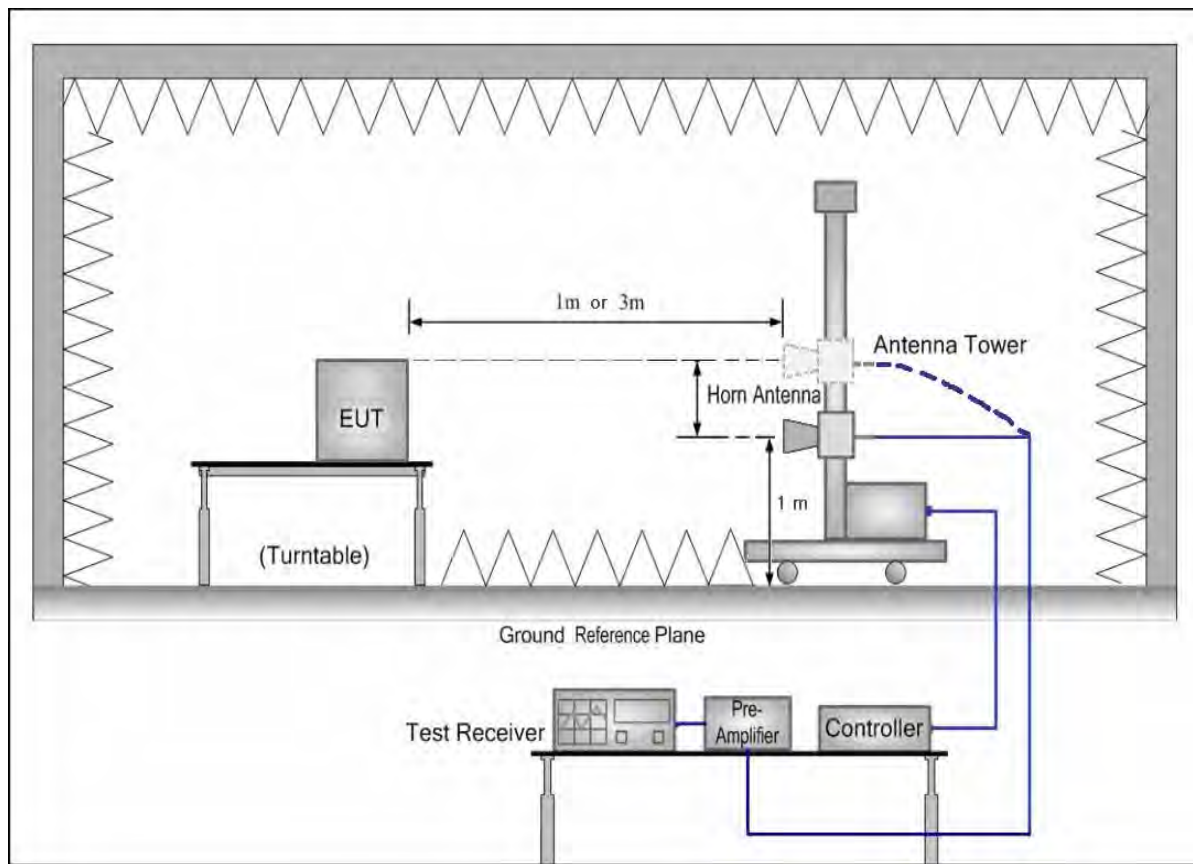 1m or 3m
Antenna Tower
Horn Antenna
EUT
1 m
(Turntable)
Ground Reference Plane
Test Receiver
Pre-
Amplifier
Controller